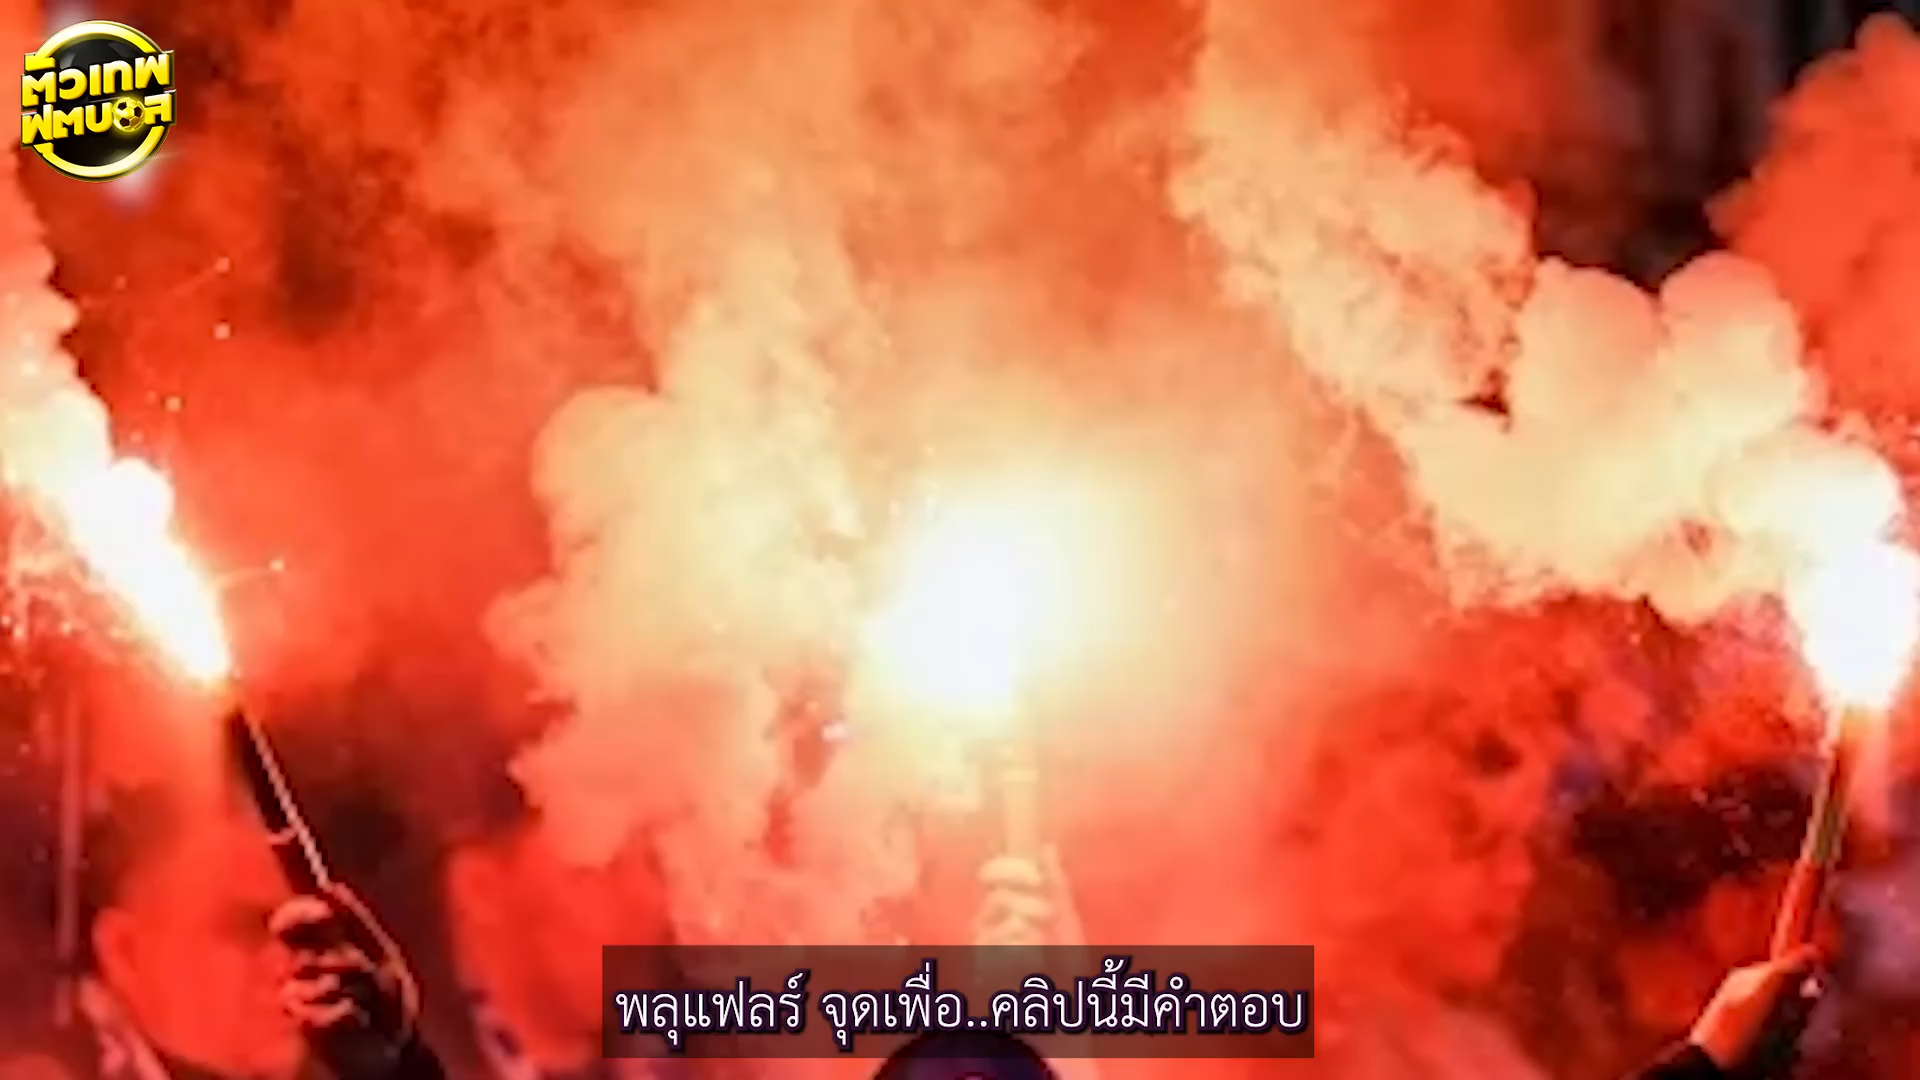 ตัวเทพ
ฟุตบอล
พลุแฟลร์ จุดเพื่อ..คลิปนี้มีคำตอบ